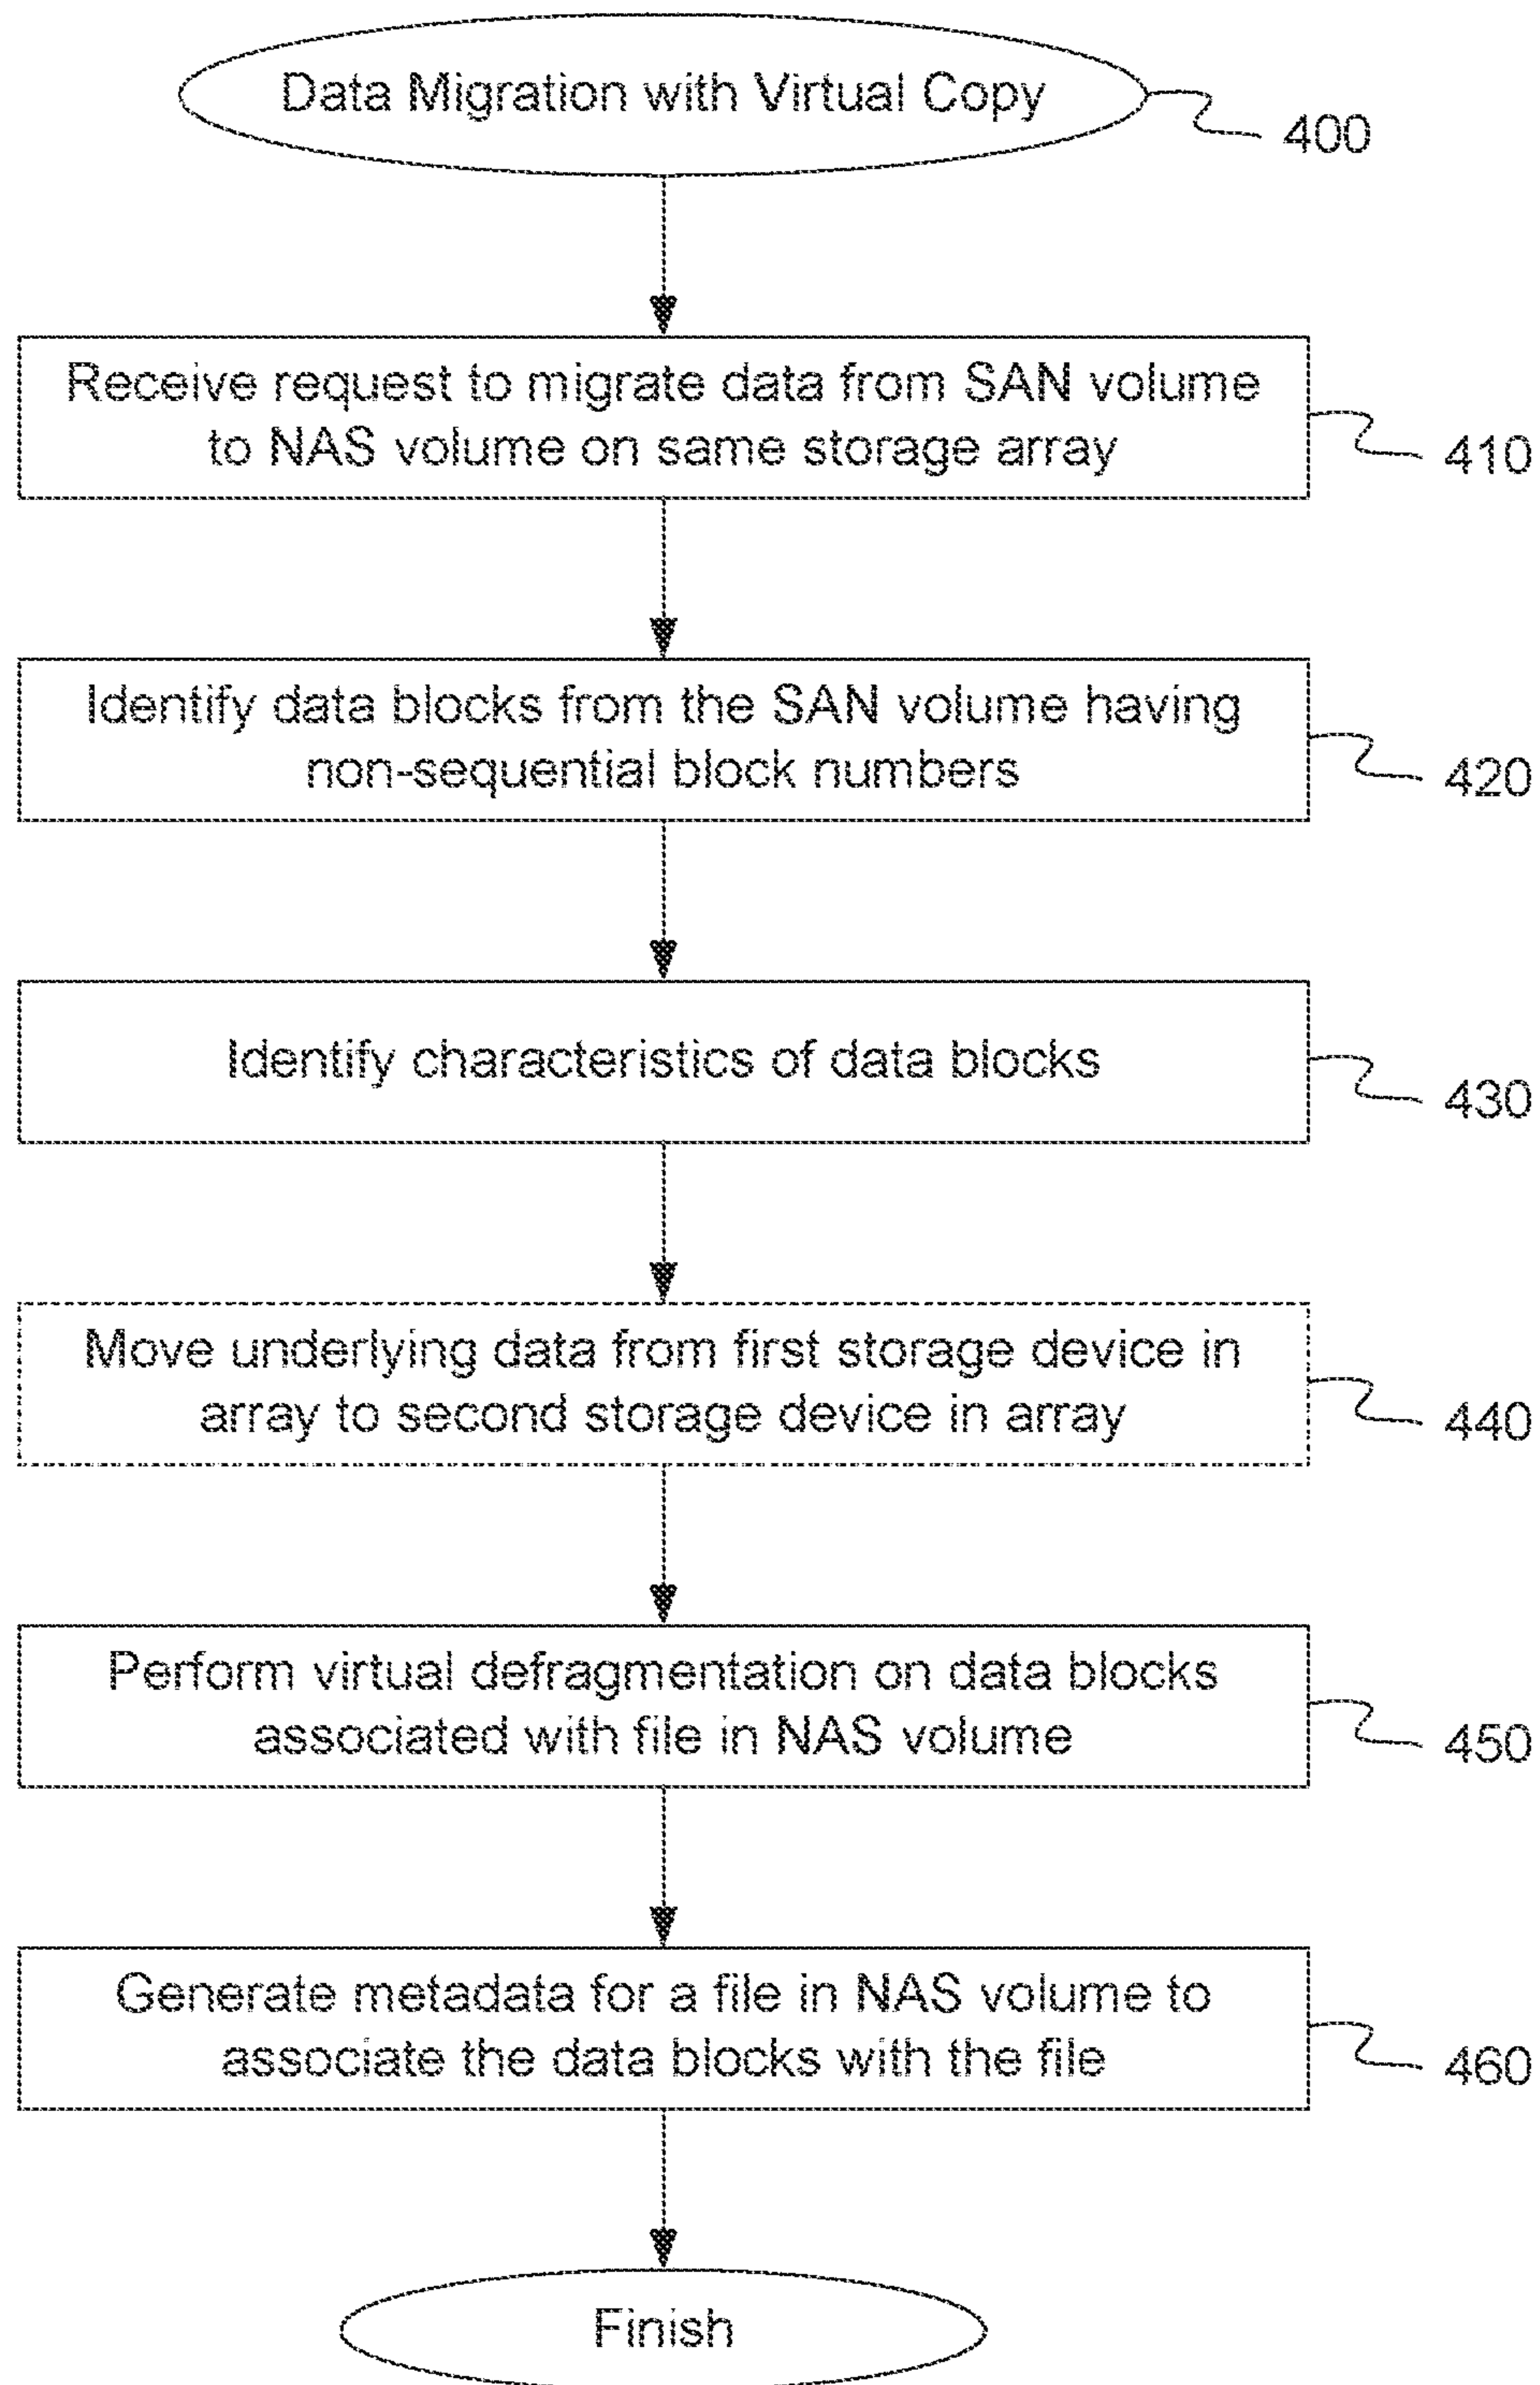 Data Migration with Virtual Copy
400
Receive request to migrate data from SAN volume
to NAS volume on same storage array
410
Identify data blocks from the SAN volume having
non-sequential block numbers
420
Identify characteristics of data blocks
430
Move underlying data from first storage device in
array to second storage device in array
440
Perform virtual defragmentation on data blocks
associated with file in NAS volume
450
Generate metadata for a file in NAS volume to
associate the data blocks with the file
460
Finish